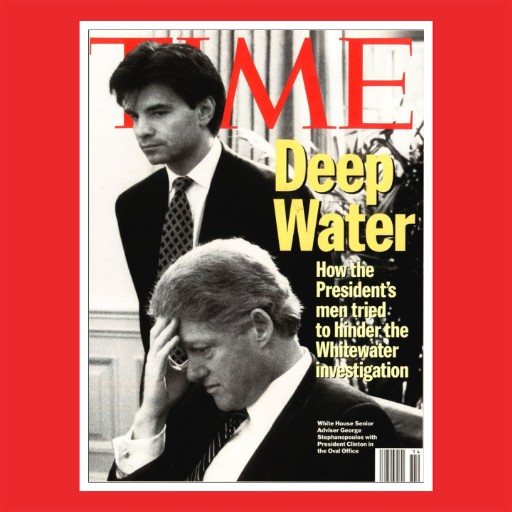 TIME
Deep
Water
How the
President's
men tried
to hinder the
Whitewater
investigation
White House Senior
Adviser George
Stephanopoulos with
President Clinton in
the Oval Office
14